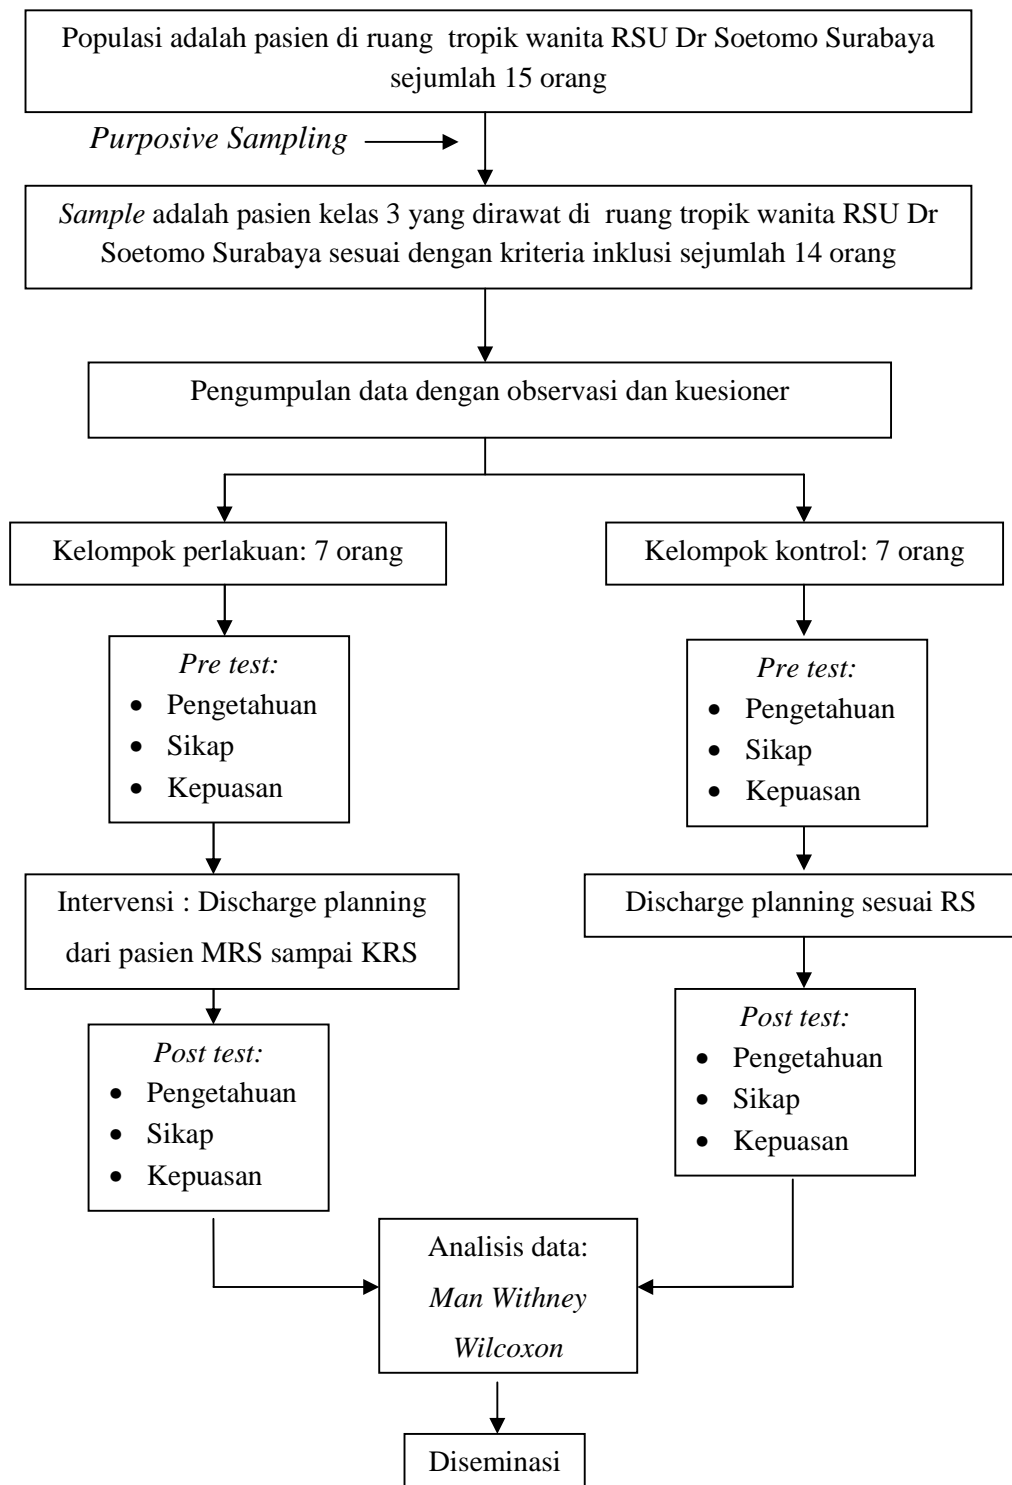 Populasi adalah pasien di ruang tropik wanita RSU Dr Soetomo Surabaya
sejumlah 15 orang
Purposive Sampling
Sample adalah pasien kelas 3 yang dirawat di ruang tropik wanita RSU Dr
Soetomo Surabaya sesuai dengan kriteria inklusi sejumlah 14 orang
Pengumpulan data dengan observasi dan kuesioner
Kelompok perlakuan: 7 orang
Kelompok kontrol: 7 orang
Pre test:
• Pengetahuan
• Sikap
• Kepuasan
Pre test:
• Pengetahuan
• Sikap
• Kepuasan
Intervensi : Discharge planning
dari pasien MRS sampai KRS
Discharge planning sesuai RS
Post test:
• Pengetahuan
• Sikap
• Kepuasan
Post test:
• Pengetahuan
• Sikap
• Kepuasan
Analisis data:
Man Withney
Wilcoxon
Diseminasi